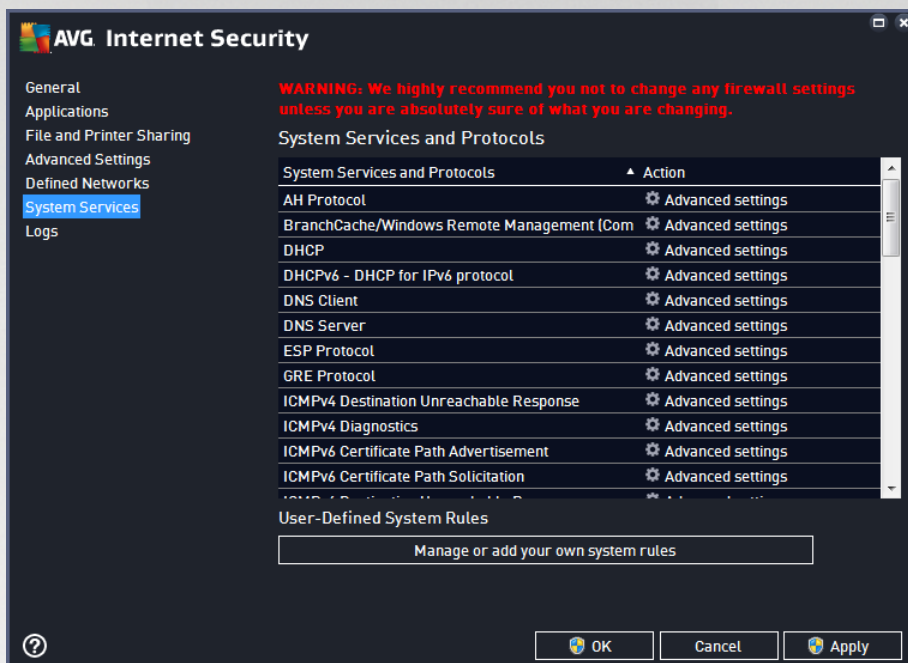 AVG Internet Security
General
Applications
File and Printer Sharing
Advanced Settings
Defined Networks
System Services
Logs
WARNING: We highly recommend you not to change any firewall settings
unless you are absolutely sure of what you are changing.
System Services and Protocols
System Services and Protocols Action
AH Protocol Advanced settings
BranchCache/Windows Remote Management (Com Advanced settings
DHCP Advanced settings
DHCPv6 - DHCP for IPv6 protocol Advanced settings
DNS Client Advanced settings
DNS Server Advanced settings
ESP Protocol Advanced settings
GRE Protocol Advanced settings
ICMPv4 Destination Unreachable Response Advanced settings
ICMPv4 Diagnostics Advanced settings
ICMPv6 Certificate Path Advertisement Advanced settings
ICMPv6 Certificate Path Solicitation Advanced settings
User-Defined System Rules
Manage or add your own system rules
OK Cancel Apply